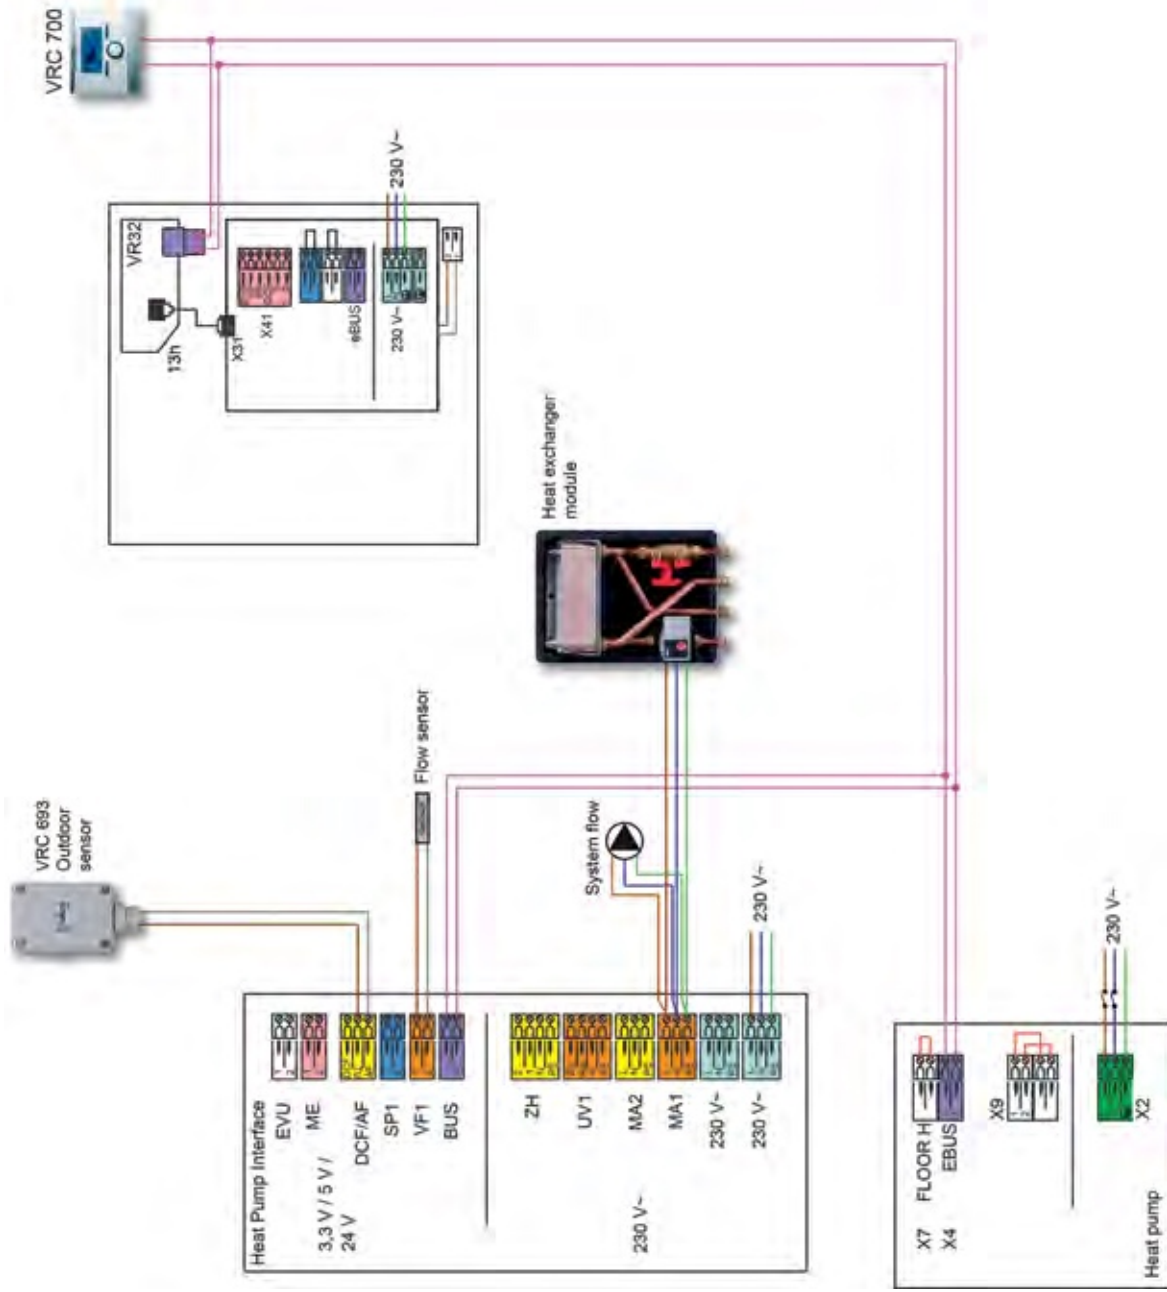 VRC 700
VR32
13h
X31
X41
eBUS
230 V~
230 V~
Heat exchanger
module
VRC 693
Outdoor
sensor
Flow sensor
System flow
Heat Pump Interface
EVU
ME
3,3 V / 5 V /
24 V
DCF/AF
SP1
VF1
BUS
ZH
UV1
MA2
MA1
230 V~
230 V~
230 V~
230 V~
X7 FLOOR H
X4 EBUS
X9
1
2
X2
230 V~
Heat pump